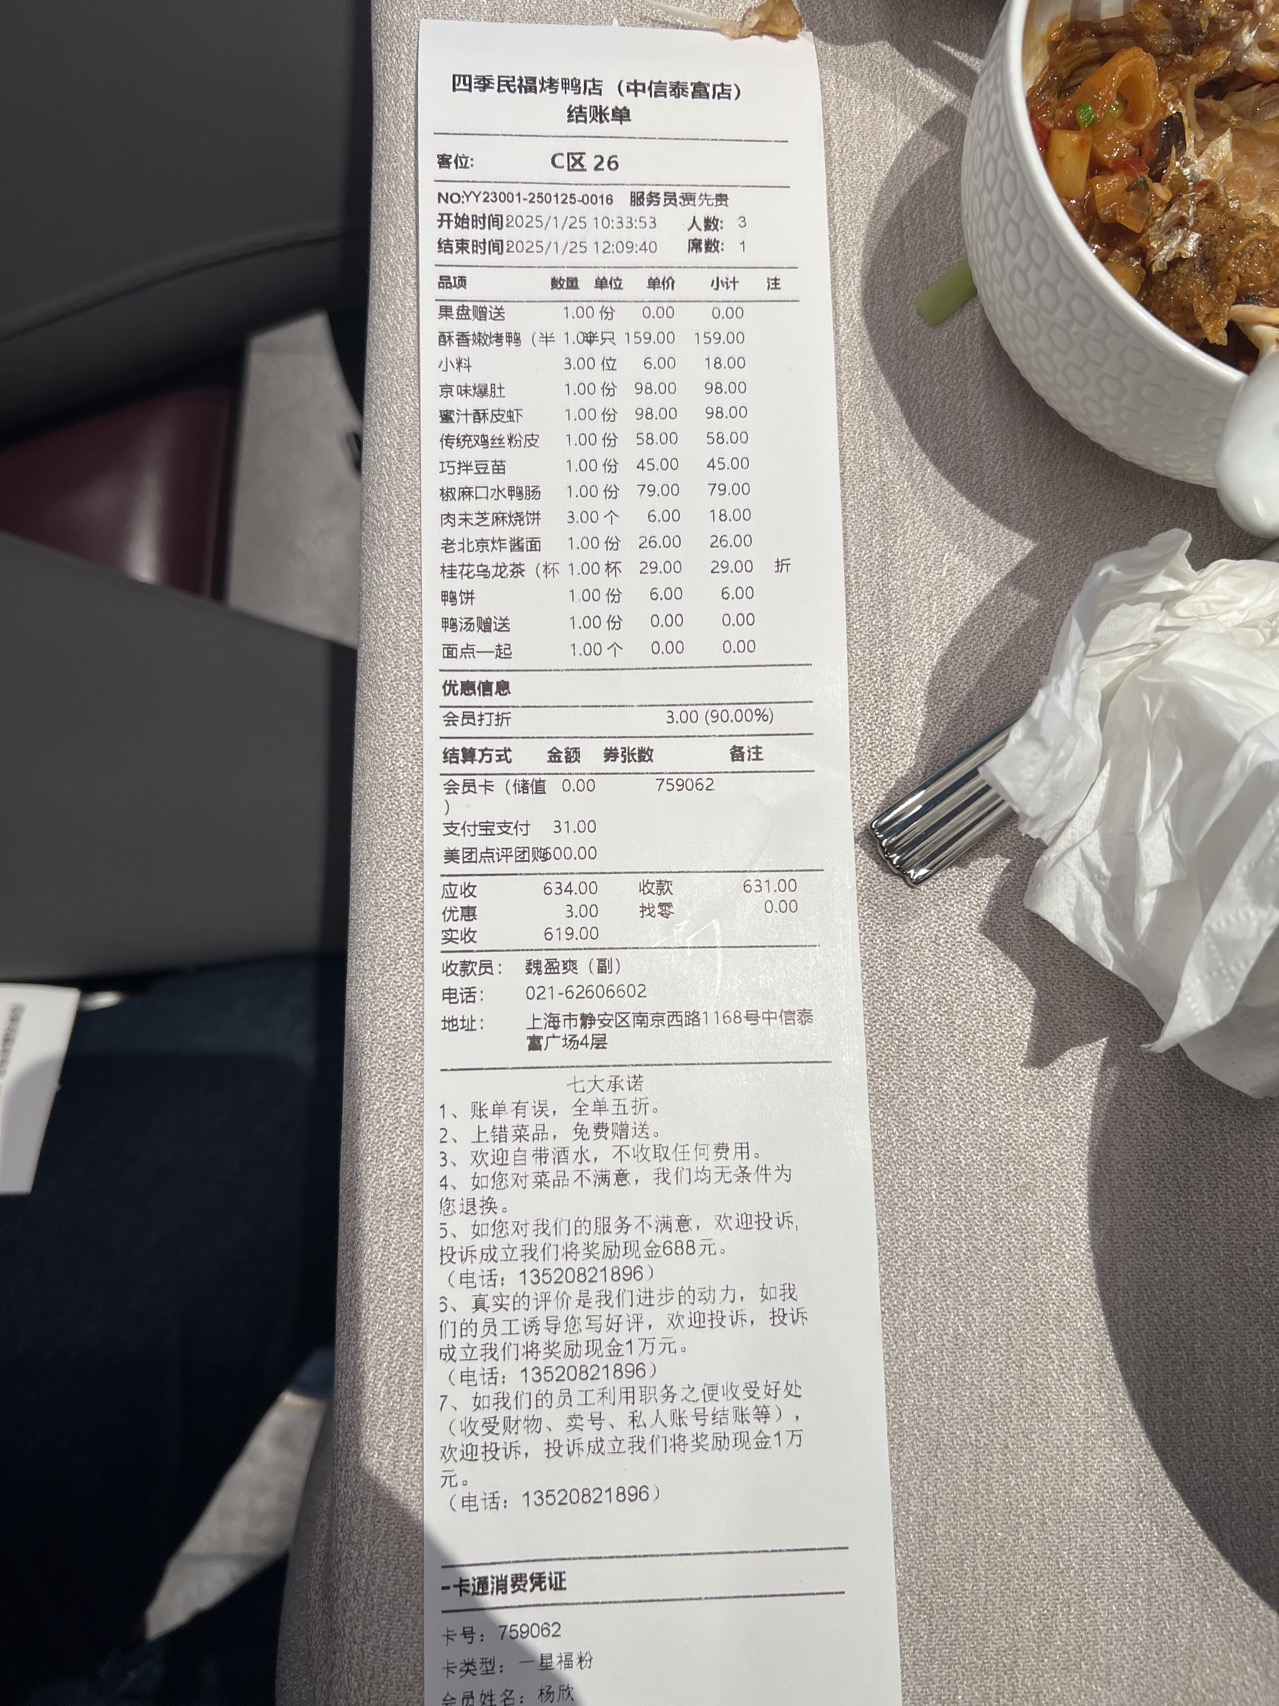 四季民福烤鸭店（中信泰富店）
结账单
客位： C区 26
NO:YY23001-250125-0016 服务员:贾先贵
开始时间2025/1/25 10:33:53 人数： 3
结束时间2025/1/25 12:09:40 席数： 1
品项 数量 单位 单价 小计 注
果盘赠送 1.00 份 0.00 0.00
酥香嫩烤鸭（半 1.00半只 159.00 159.00
小料 3.00 位 6.00 18.00
京味爆肚 1.00 份 98.00 98.00
蜜汁酥皮虾 1.00 份 98.00 98.00
传统鸡丝粉皮 1.00 份 58.00 58.00
巧拌豆苗 1.00 份 45.00 45.00
椒麻口水鸭肠 1.00 份 79.00 79.00
肉末芝麻烧饼 3.00 个 6.00 18.00
老北京炸酱面 1.00 份 26.00 26.00
桂花乌龙茶（杯 1.00 杯 29.00 29.00 折
鸭饼 1.00 份 6.00 6.00
鸭汤赠送 1.00 份 0.00 0.00
面点一起 1.00 个 0.00 0.00
优惠信息
会员打折 3.00 (90.00%)
结算方式 金额 券张数 备注
会员卡（储值 0.00 759062
）
支付宝支付 31.00
美团点评团购600.00
应收 634.00 收款 631.00
优惠 3.00 找零 0.00
实收 619.00
收款员： 魏盈爽（副）
电话： 021-62606602
地址： 上海市静安区南京西路1168号中信泰
富广场4层
七大承诺
1、账单有误，全单五折。
2、上错菜品，免费赠送。
3、欢迎自带酒水，不收取任何费用。
4、如您对菜品不满意，我们均无条件为
您退换。
5、如您对我们的服务不满意，欢迎投诉，
投诉成立我们将奖励现金688元。
（电话：13520821896）
6、真实的评价是我们进步的动力，如我
们的员工诱导您写好评，欢迎投诉，投诉
成立我们将奖励现金1万元。
（电话：13520821896）
7、如我们的员工利用职务之便收受好处
（收受财物、卖号、私人账号结账等），
欢迎投诉，投诉成立我们将奖励现金1万
元。
（电话：13520821896）
一卡通消费凭证
卡号：759062
卡类型：一星福粉
会员姓名：杨欣